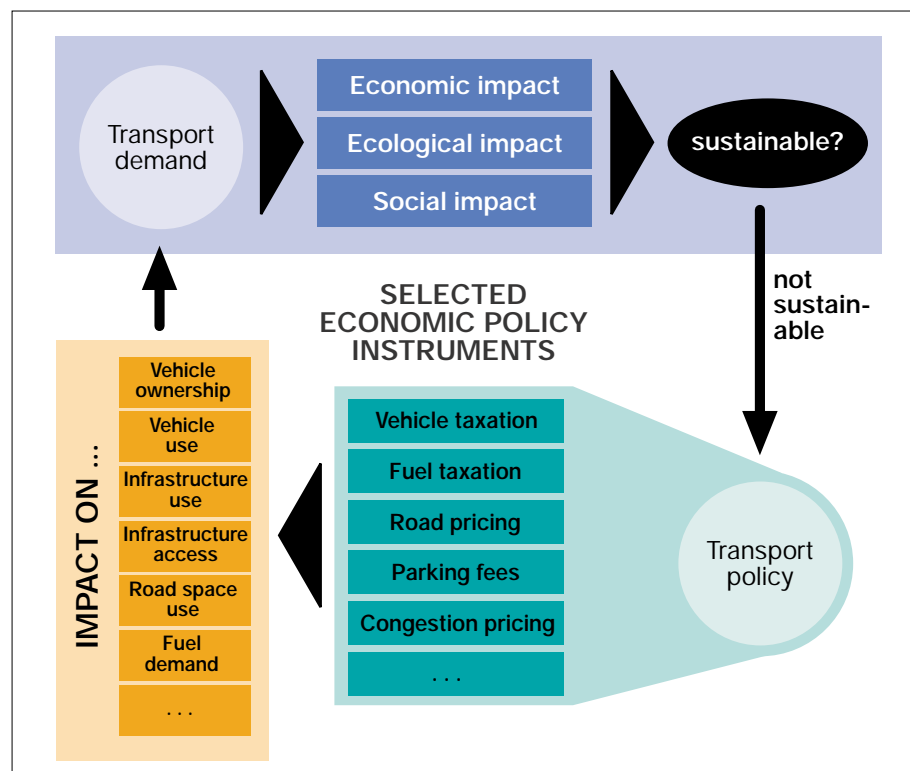 Transport
demand
Economic impact
Ecological impact
Social impact
sustainable?
not
sustain-
able
SELECTED
ECONOMIC POLICY
INSTRUMENTS
IMPACT ON ...
Vehicle
ownership
Vehicle
use
Infrastructure
use
Infrastructure
access
Road space
use
Fuel
demand
. . .
Vehicle taxation
Fuel taxation
Road pricing
Parking fees
Congestion pricing
. . .
Transport
policy